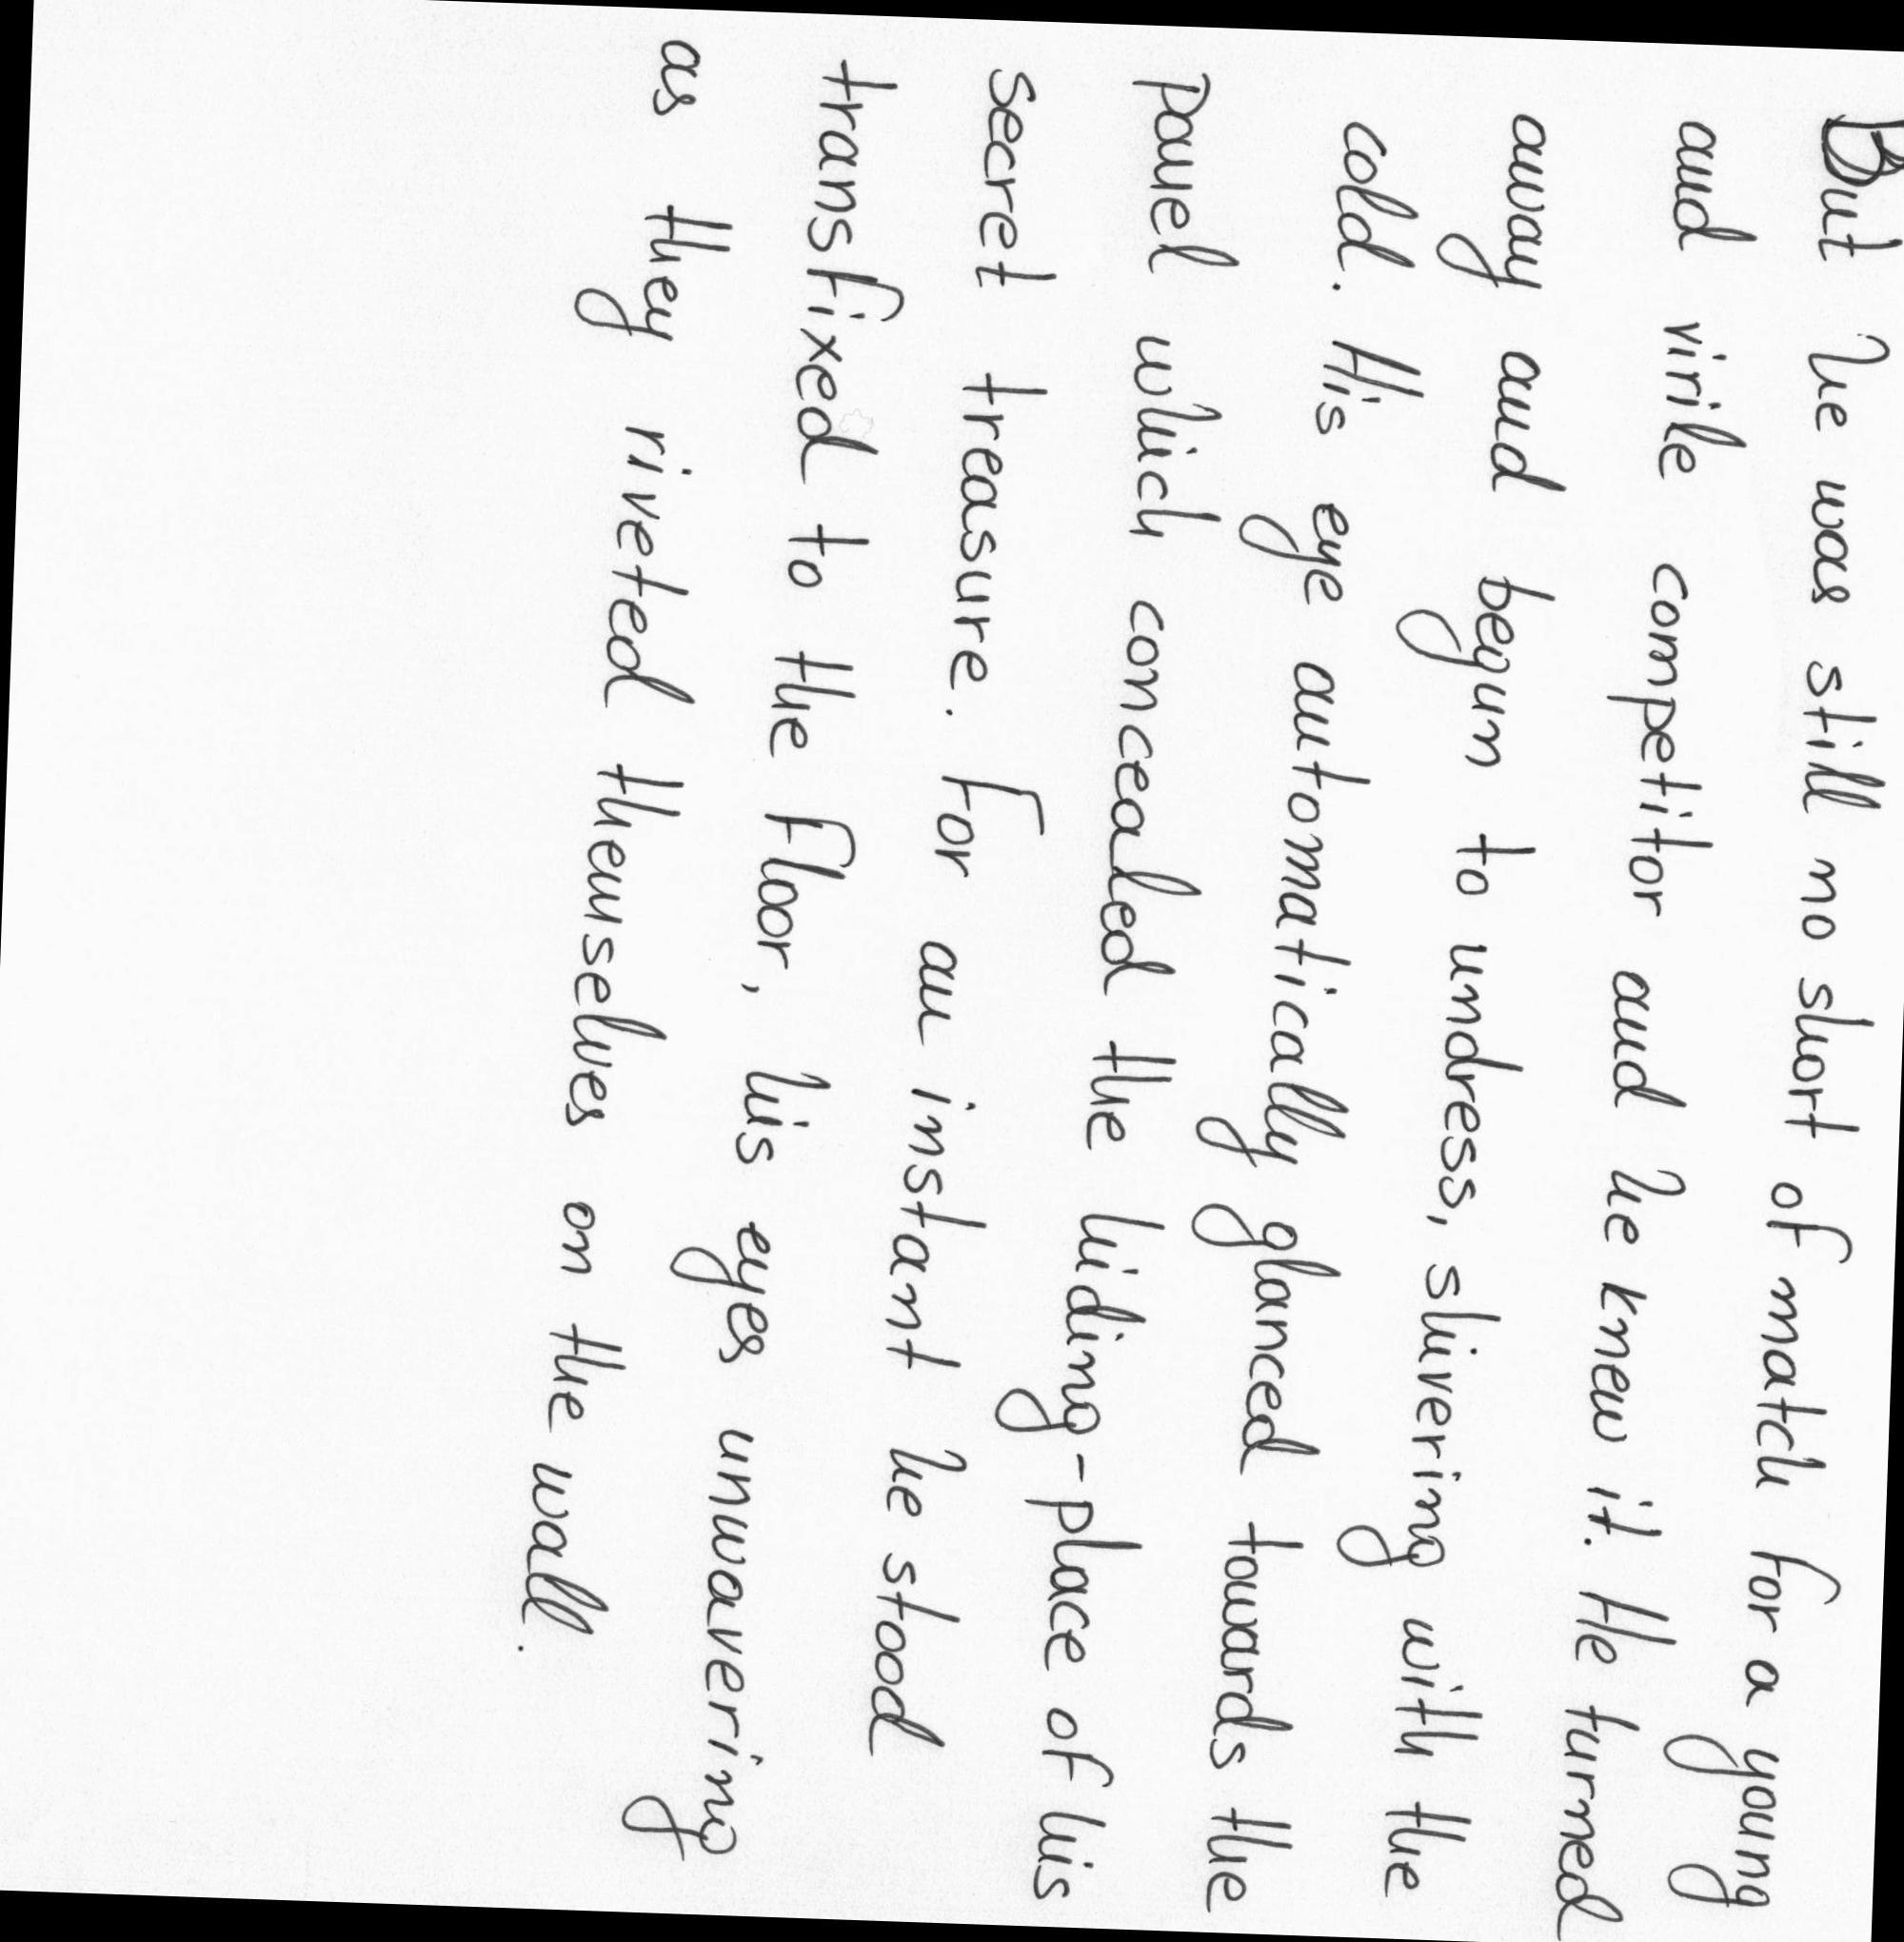 But he was still no short of match for a young
and virile competitor and he knew it. He turned
away and begun to undress, shivering with the
cold. His eye automatically glanced towards the
panel which concealed the hiding-place of his
secret treasure. For an instant he stood
transfixed to the floor, his eyes unwavering
as they riveted themselves on the wall.